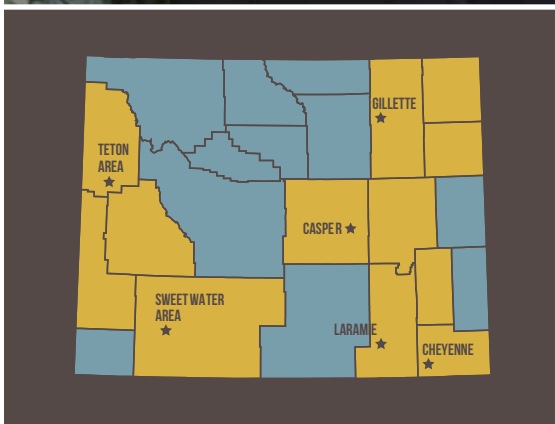 GILLETTE
TETON
AREA
CASPER
SWEETWATER
AREA
LARAMIE
CHEYENNE